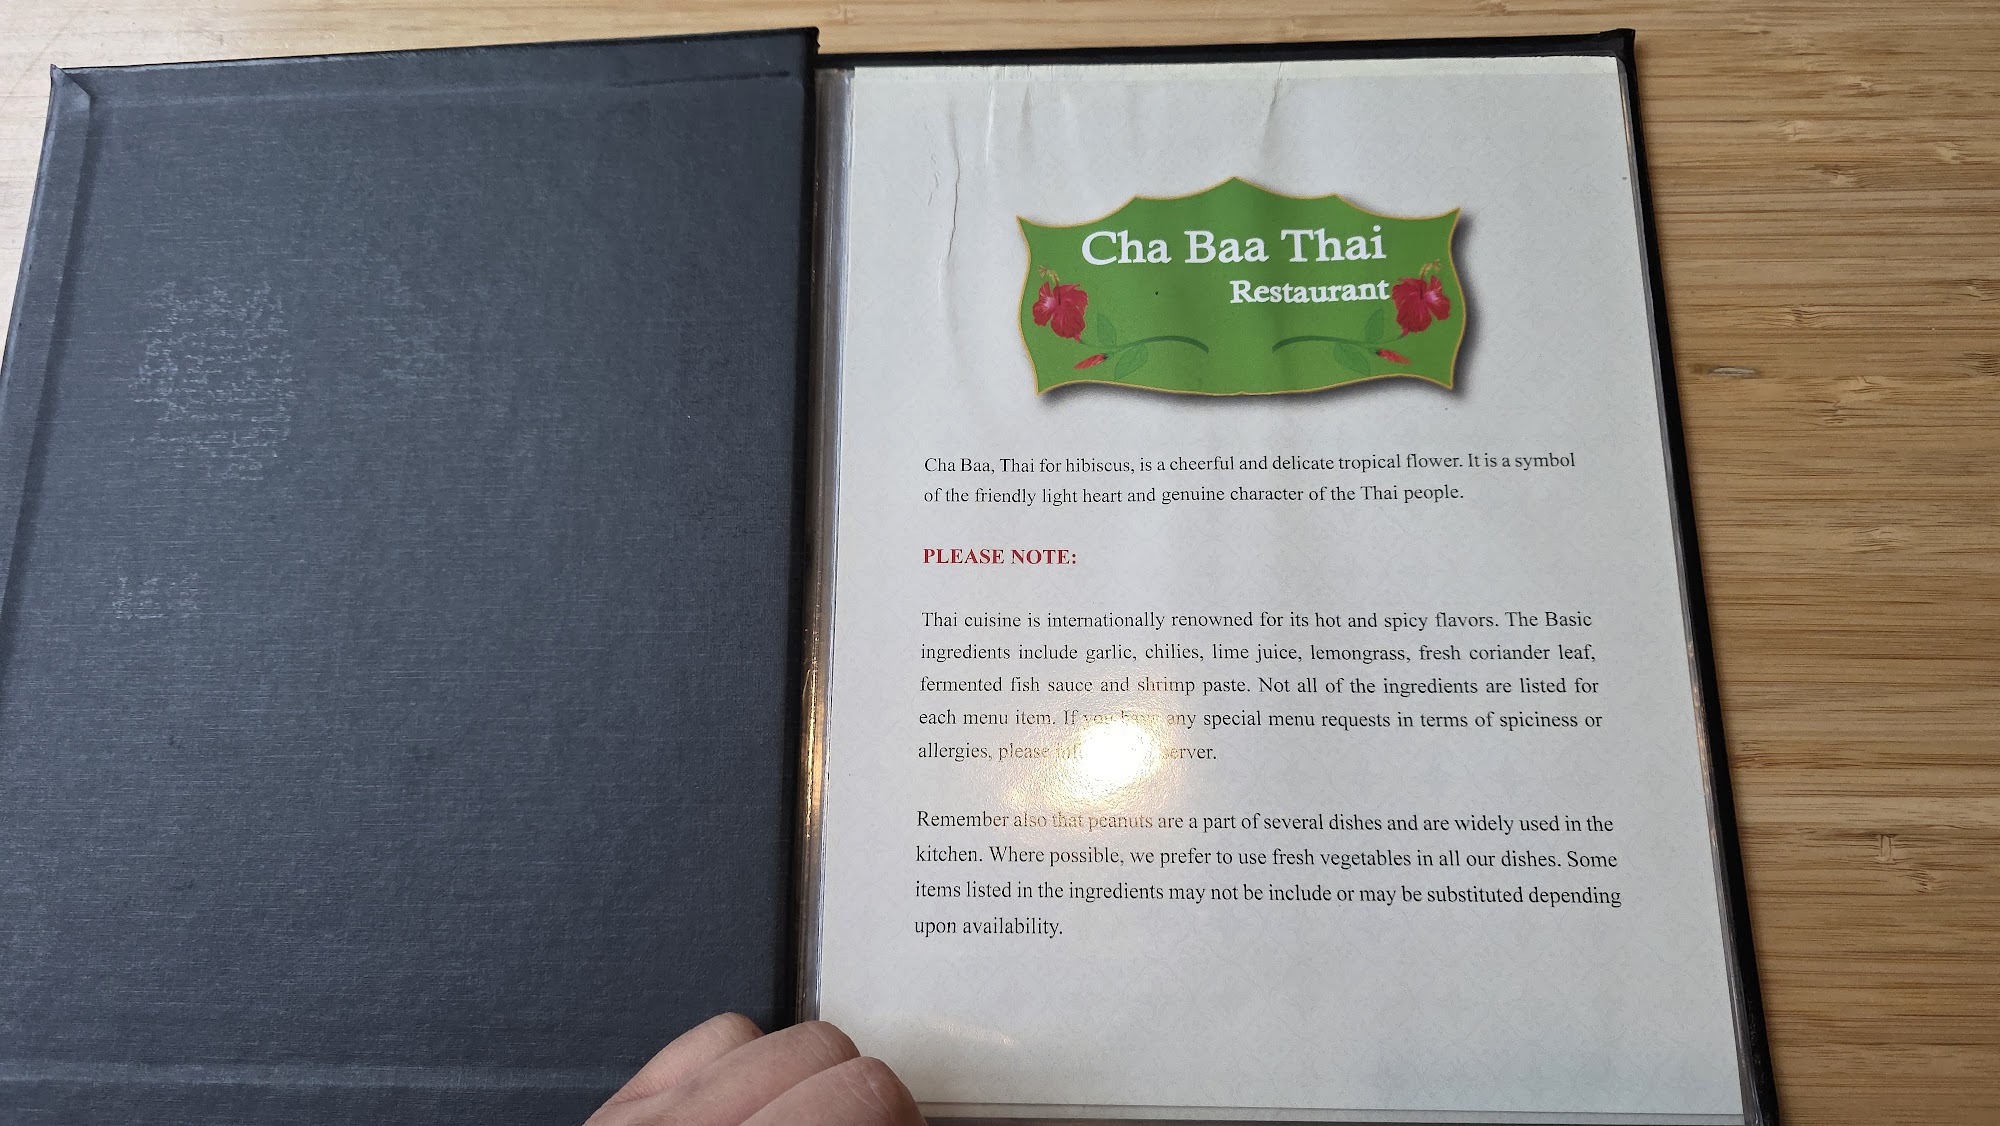 Cha Baa Thai
Restaurant
Cha Baa, Thai for hibiscus, is a cheerful and delicate tropical flower. It is a symbol
of the friendly light heart and genuine character of the Thai people.
PLEASE NOTE:
Thai cuisine is internationally renowned for its hot and spicy flavors. The Basic
ingredients include garlic, chilies, lime juice, lemongrass, fresh coriander leaf,
fermented fish sauce and shrimp paste. Not all of the ingredients are listed for
each menu item. If you have any special menu requests in terms of spiciness or
allergies, please server.
Remember also that peanuts are a part of several dishes and are widely used in the
kitchen. Where possible, we prefer to use fresh vegetables in all our dishes. Some
items listed in the ingredients may not be include or may be substituted depending
upon availability.